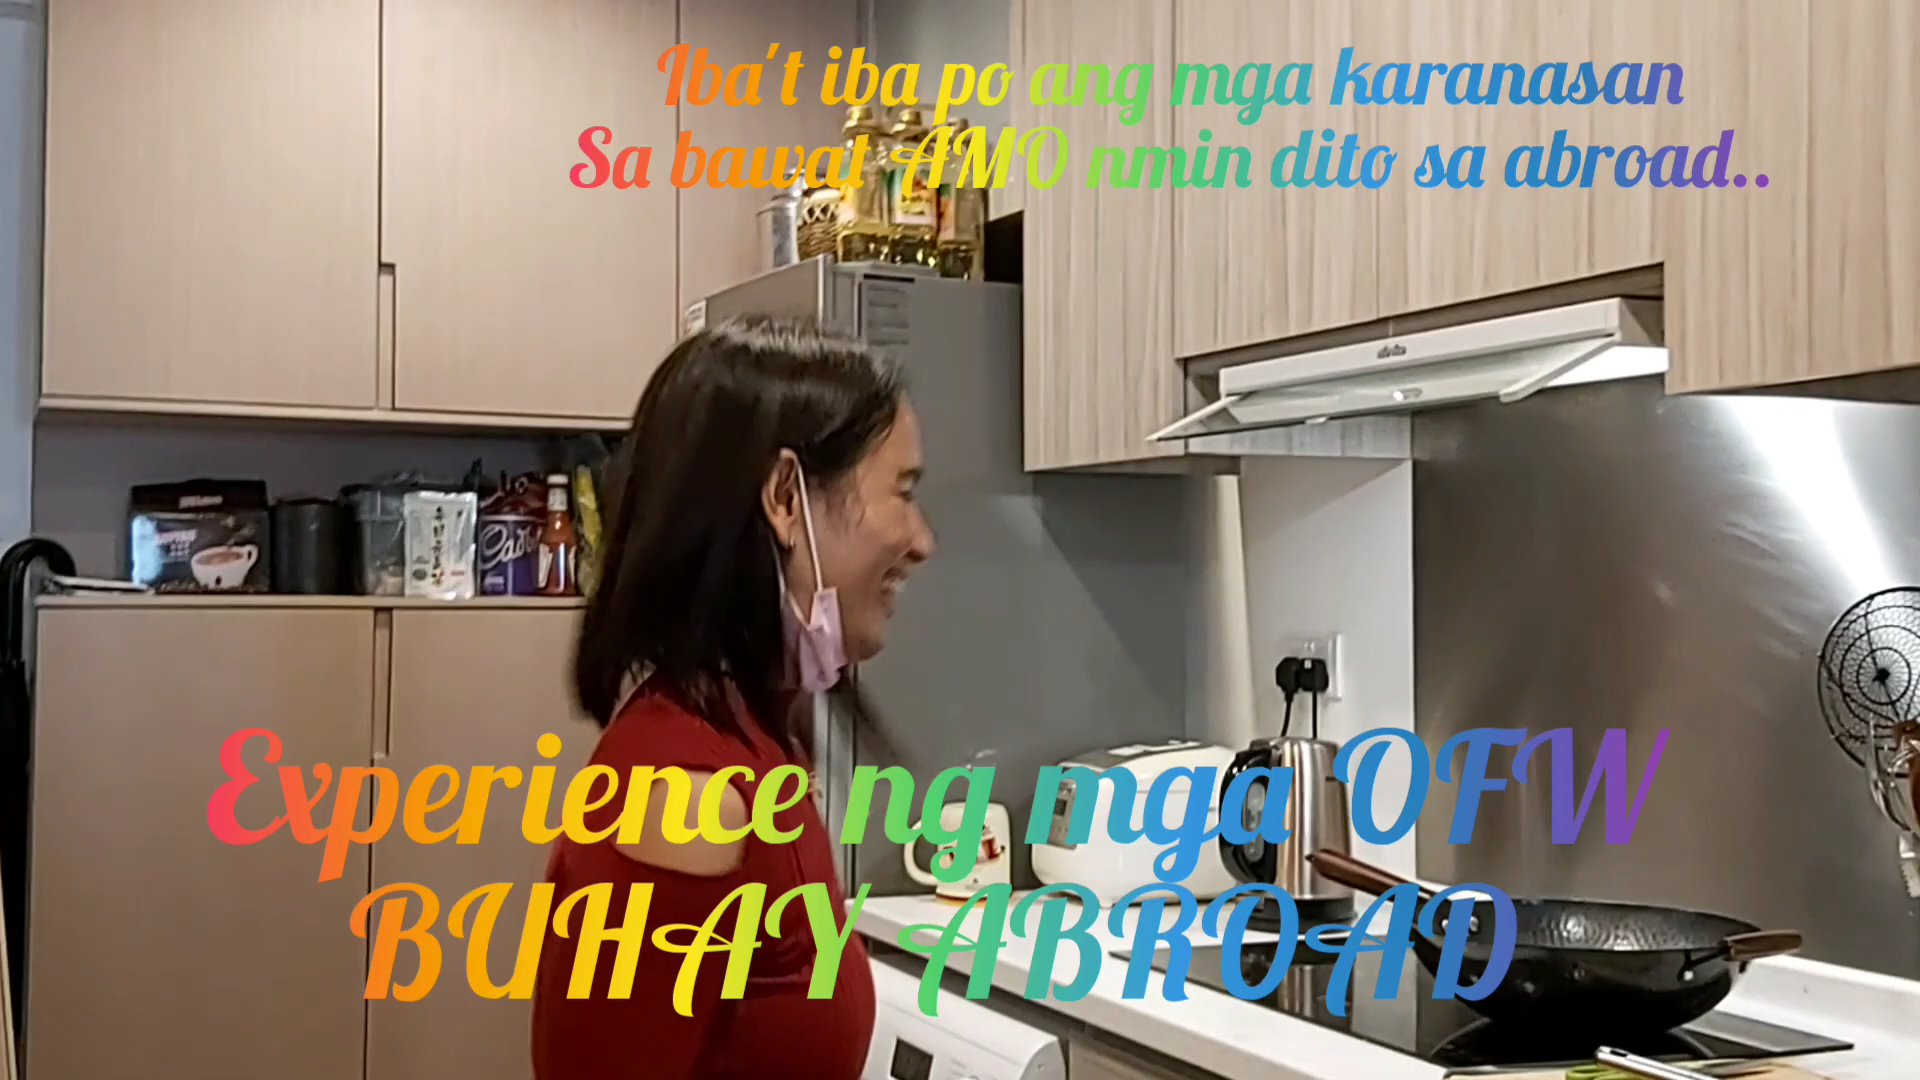 Iba't iba po ang mga karanasan
Sa bawat AMO nmin dito sa abroad..
Experience ng mga OFW
BUHAY ABROAD